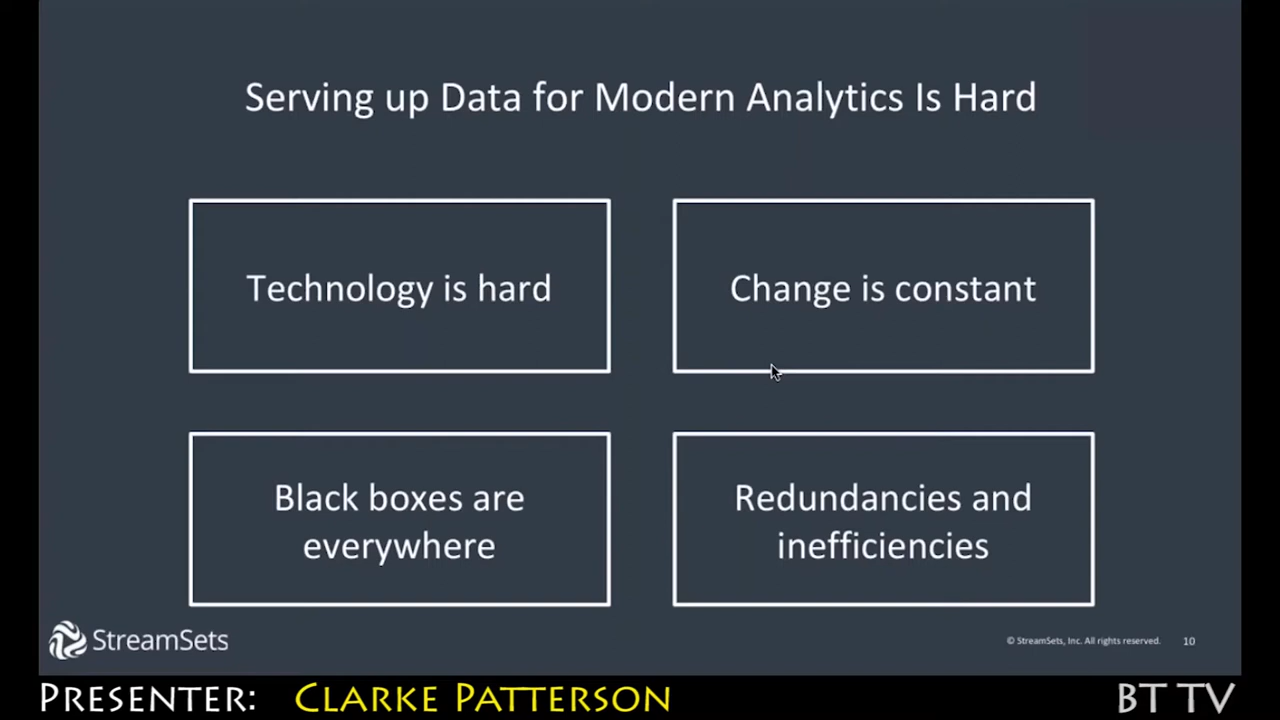 Serving up Data for Modern Analytics Is Hard
Technology is hard
Change is constant
Black boxes are
everywhere
Redundancies and
inefficiencies
StreamSets
© StreamSets, Inc. All rights reserved.
10
PRESENTER: CLARKE PATTERSON
BT TV